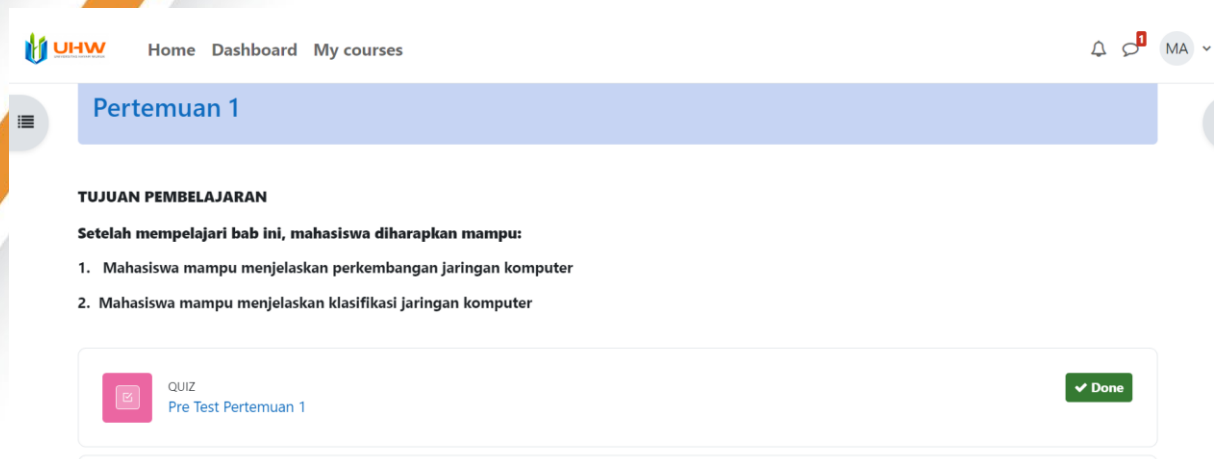 UHW
Home Dashboard My courses
1
MA
Pertemuan 1
TUJUAN PEMBELAJARAN
Setelah mempelajari bab ini, mahasiswa diharapkan mampu:
1. Mahasiswa mampu menjelaskan perkembangan jaringan komputer
2. Mahasiswa mampu menjelaskan klasifikasi jaringan komputer
QUIZ
Pre Test Pertemuan 1
Done